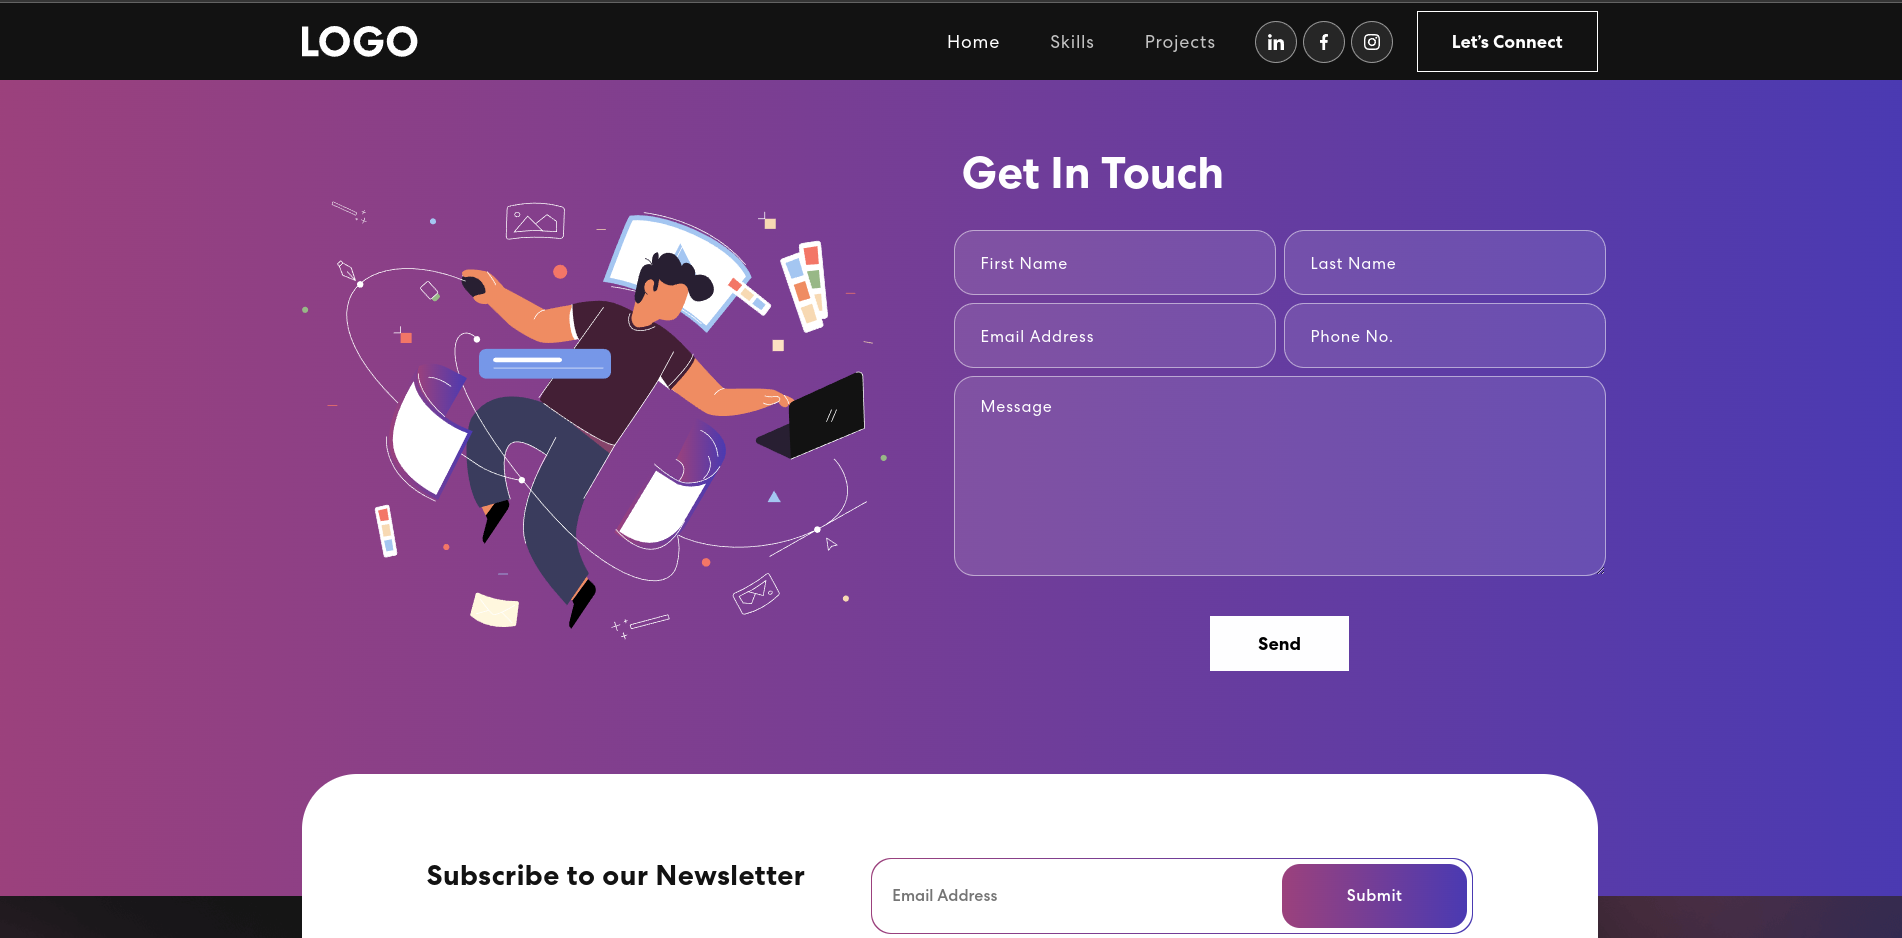 LOGO
Home Skills Projects in f Let’s Connect
Get In Touch
First Name Last Name
Email Address Phone No.
Message
Send
Subscribe to our Newsletter
Email Address Submit